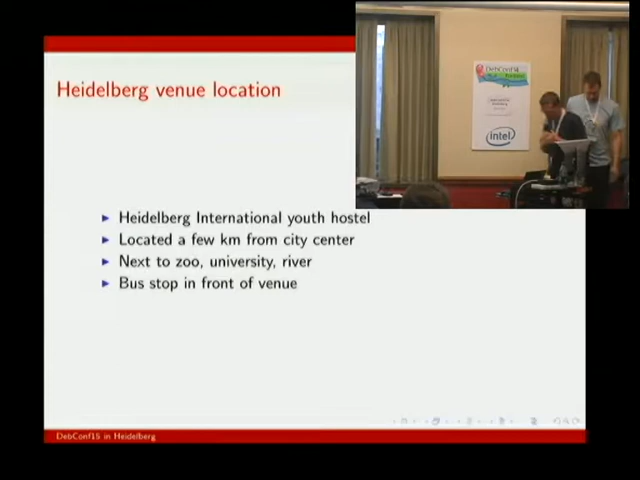 Heidelberg venue location
Heidelberg International youth hostel
Located a few km from city center
Next to zoo, university, river
Bus stop in front of venue
DebConf15 in Heidelberg
DebConf14
intel